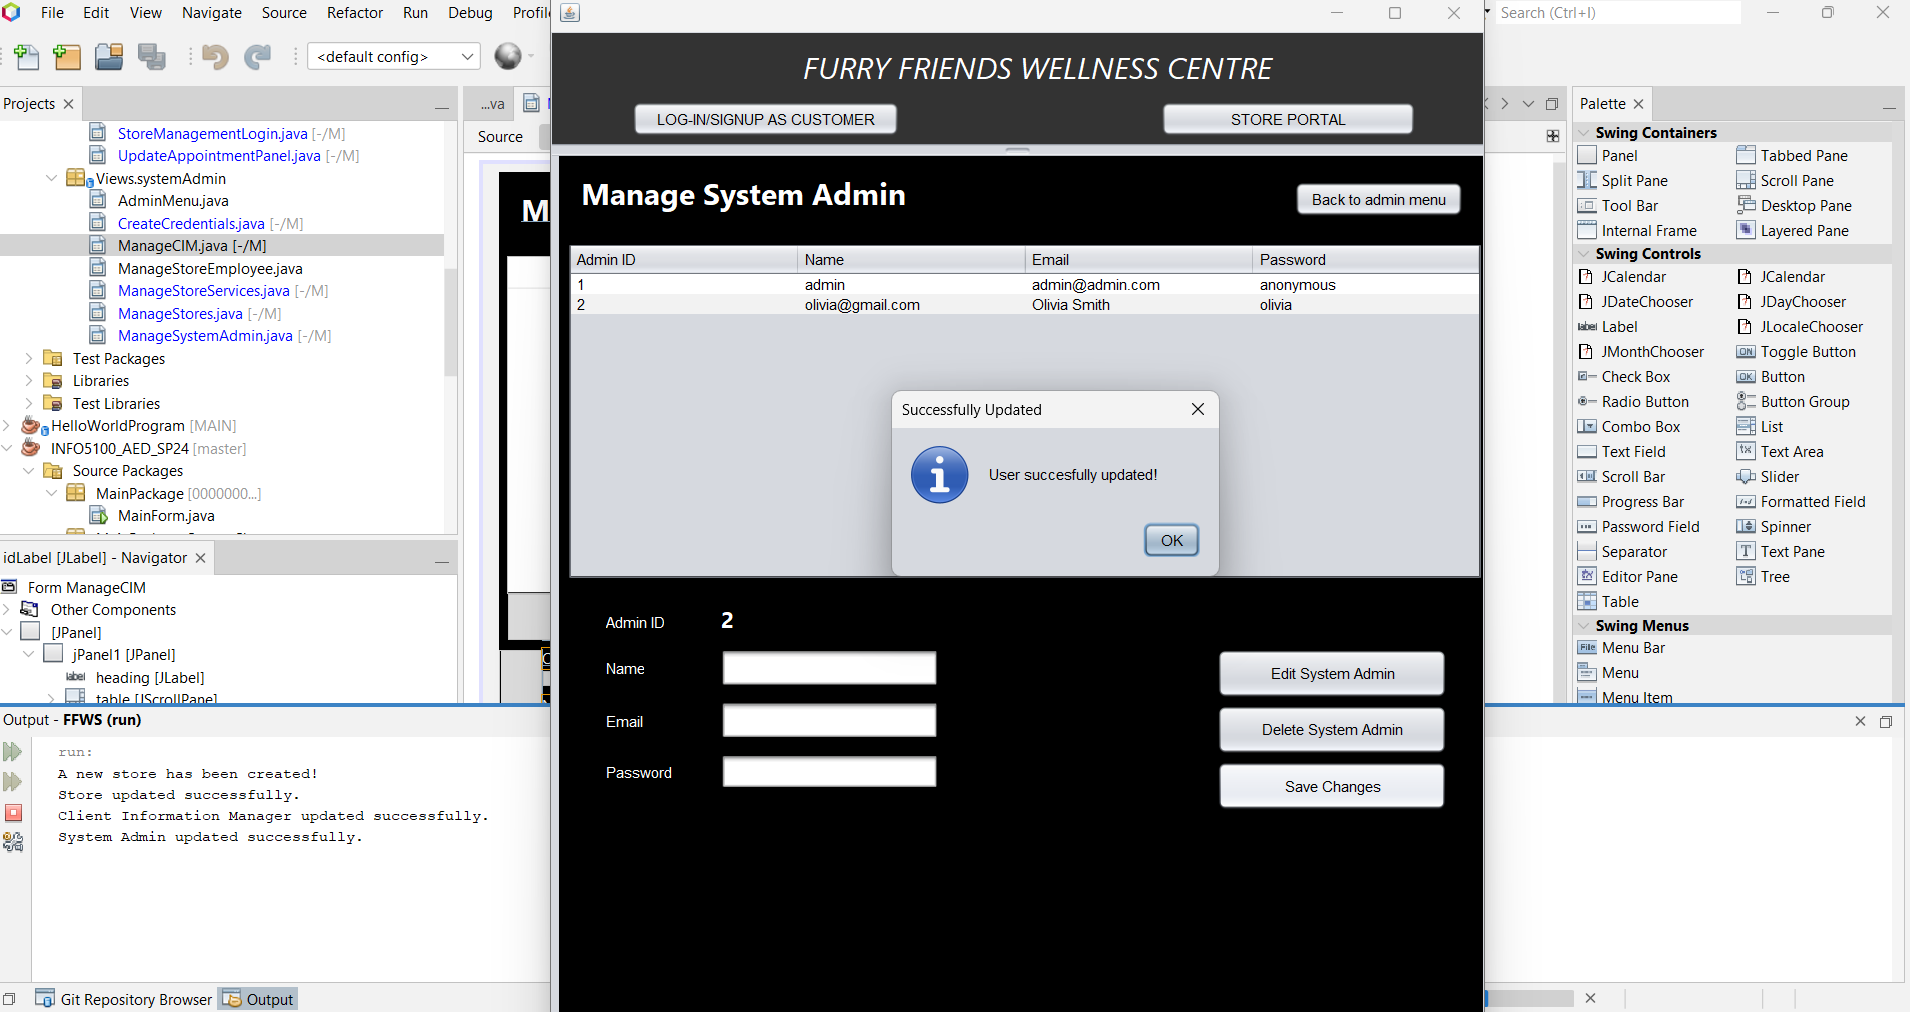 File Edit View Navigate Source Refactor Run Debug
Search (Ctrl+I)
<default config>
FURRY FRIENDS WELLNESS CENTRE
LOG-IN/SIGNUP AS CUSTOMER
STORE PORTAL
Projects
StoreManagementLogin.java [-/M]
UpdateAppointmentPanel.java [-/M]
Views.systemAdmin
AdminMenu.java
CreateCredentials.java [-/M]
ManageCIM.java [-/M]
ManageStoreEmployee.java
ManageStoreServices.java [-/M]
ManageStores.java [-/M]
ManageSystemAdmin.java [-/M]
Test Packages
Libraries
Test Libraries
HelloWorldProgram [MAIN]
INFO5100_AED_SP24 [master]
Source Packages
MainPackage [0000000...]
MainForm.java
idLabel [JLabel] - Navigator
Form ManageCIM
Other Components
[JPanel]
jPanel1 [JPanel]
heading [JLabel]
table [JScrollPane]
...va
Source
Manage System Admin
Back to admin menu
Admin ID Name Email Password
1 admin admin@admin.com anonymous
2 olivia@gmail.com Olivia Smith olivia
Successfully Updated
User succesfully updated!
OK
Admin ID 2
Name
Email
Password
Edit System Admin
Delete System Admin
Save Changes
Palette
Swing Containers
Panel Tabbed Pane
Split Pane Scroll Pane
Tool Bar Desktop Pane
Internal Frame Layered Pane
Swing Controls
JCalendar JCalendar
JDateChooser JDayChooser
label Label JLocaleChooser
JMonthChooser ON Toggle Button
Check Box OK Button
Radio Button Button Group
Combo Box List
Text Field Text Area
Scroll Bar Slider
Progress Bar Formatted Field
Password Field Spinner
Separator Text Pane
Editor Pane Tree
Table
Swing Menus
File Menu Bar
Menu
Menu Item
Output - FFWS (run)
run:
A new store has been created!
Store updated successfully.
Client Information Manager updated successfully.
System Admin updated successfully.
Git Repository Browser
Output